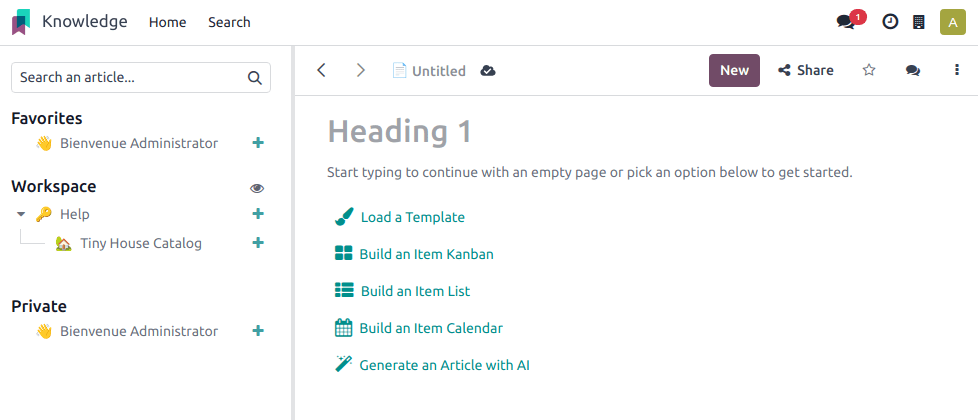 Knowledge Home Search 1 A
Search an article...
Untitled New Share
Favorites
Bienvenue Administrator
Workspace
Help
Tiny House Catalog
Private
Bienvenue Administrator
Heading 1
Start typing to continue with an empty page or pick an option below to get started.
Load a Template
Build an Item Kanban
Build an Item List
Build an Item Calendar
Generate an Article with AI